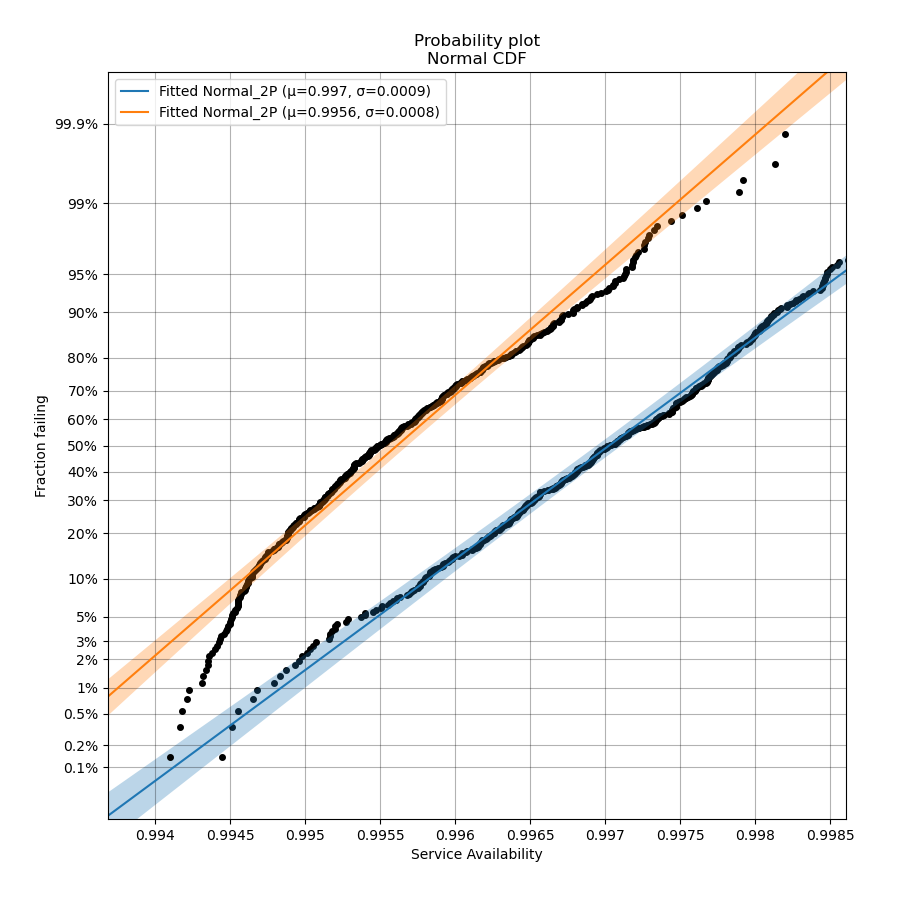 Probability plot
Normal CDF
Fitted Normal_2P (μ=0.997, σ=0.0009)
Fitted Normal_2P (μ=0.9956, σ=0.0008)
99.9%
99%
95%
90%
80%
70%
60%
50%
40%
30%
20%
10%
5%
3%
2%
1%
0.5%
0.2%
0.1%
Fraction failing
0.994 0.9945 0.995 0.9955 0.996 0.9965 0.997 0.9975 0.998 0.9985
Service Availability